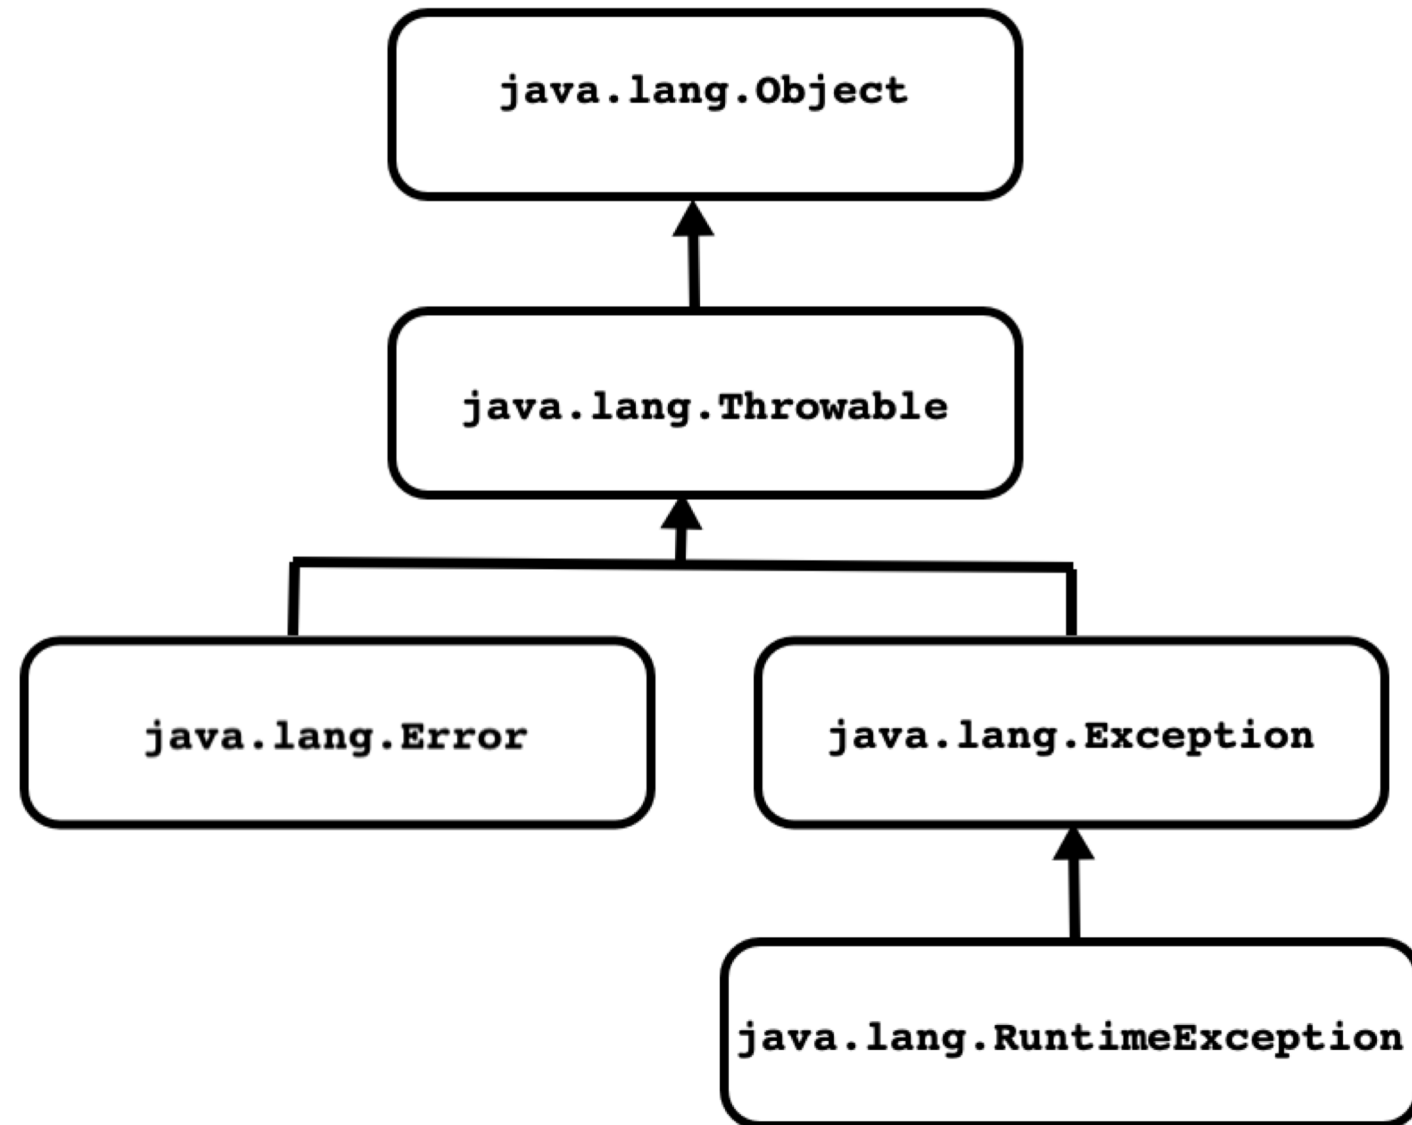 java.lang.Object
java.lang.Throwable
java.lang.Error
java.lang.Exception
java.lang.RuntimeException